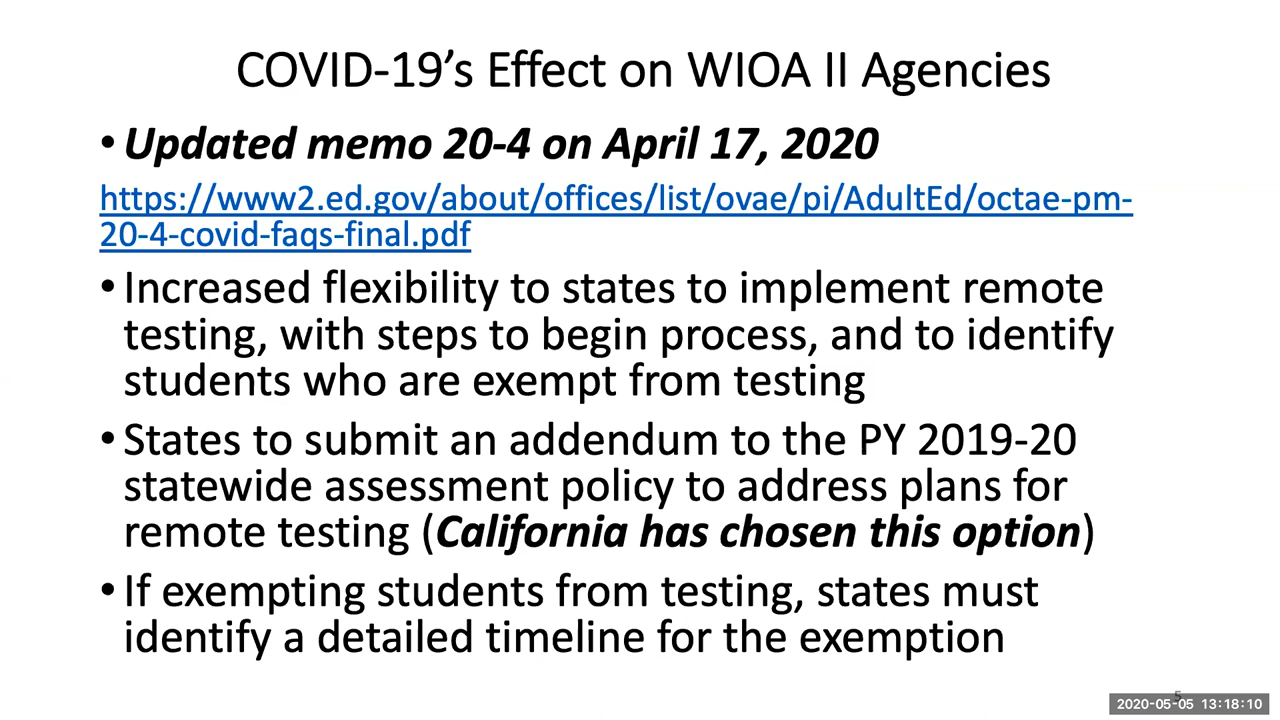 COVID-19’s Effect on WIOA II Agencies
• Updated memo 20-4 on April 17, 2020
https://www2.ed.gov/about/offices/list/ovae/pi/AdultEd/octae-pm-
20-4-covid-faqs-final.pdf
• Increased flexibility to states to implement remote
testing, with steps to begin process, and to identify
students who are exempt from testing
• States to submit an addendum to the PY 2019-20
statewide assessment policy to address plans for
remote testing (California has chosen this option)
• If exempting students from testing, states must
identify a detailed timeline for the exemption
5
2020-05-05 13:18:10